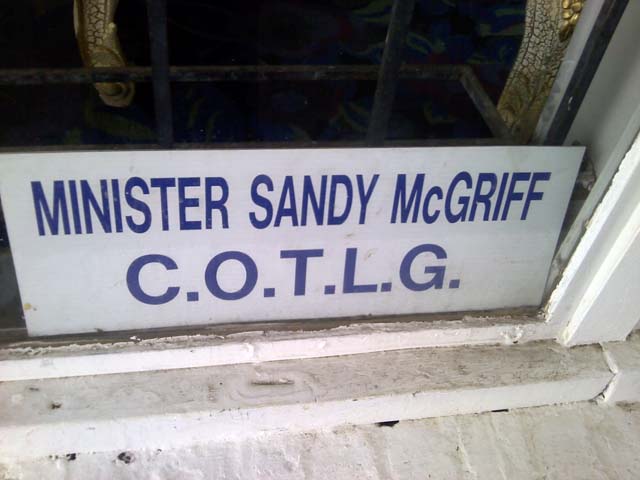 MINISTER SANDY McGRIFF
C.O.T.L.G.